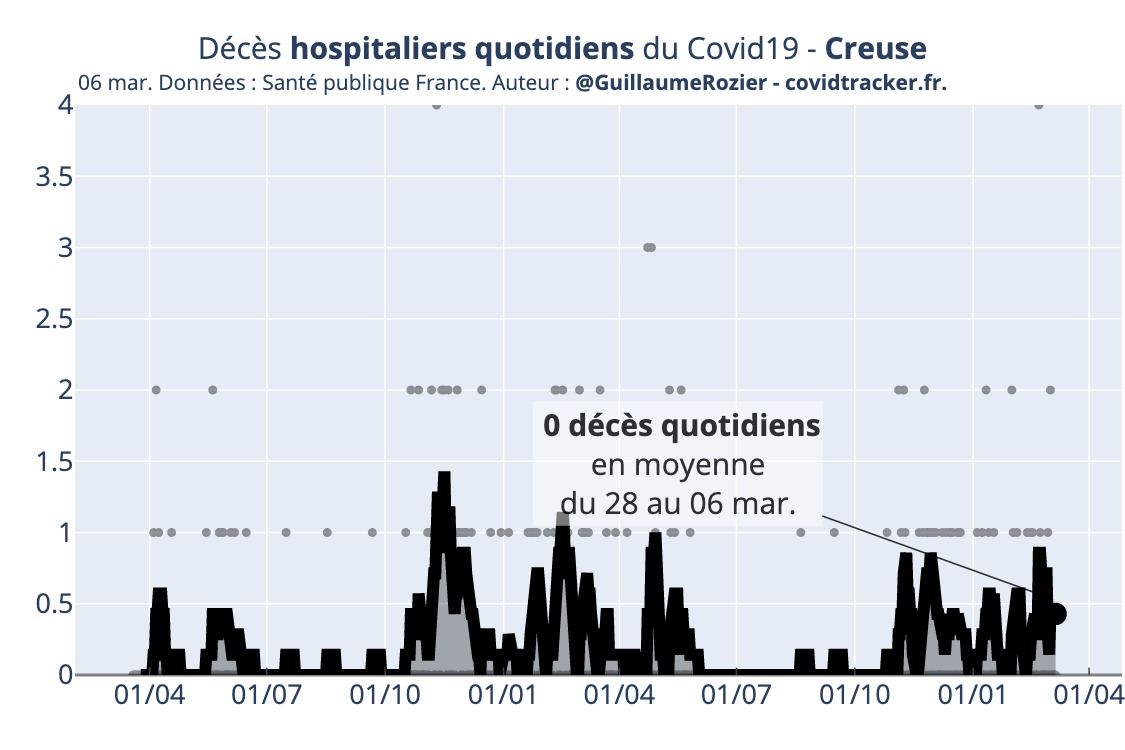 Décès hospitaliers quotidiens du Covid19 - Creuse
06 mar. Données : Santé publique France. Auteur : @GuillaumeRozier - covidtracker.fr.
4
3.5
3
2.5
2
1.5
1
0.5
0
0 décès quotidiens
en moyenne
du 28 au 06 mar.
01/04 01/07 01/10 01/01 01/04 01/07 01/10 01/01 01/04